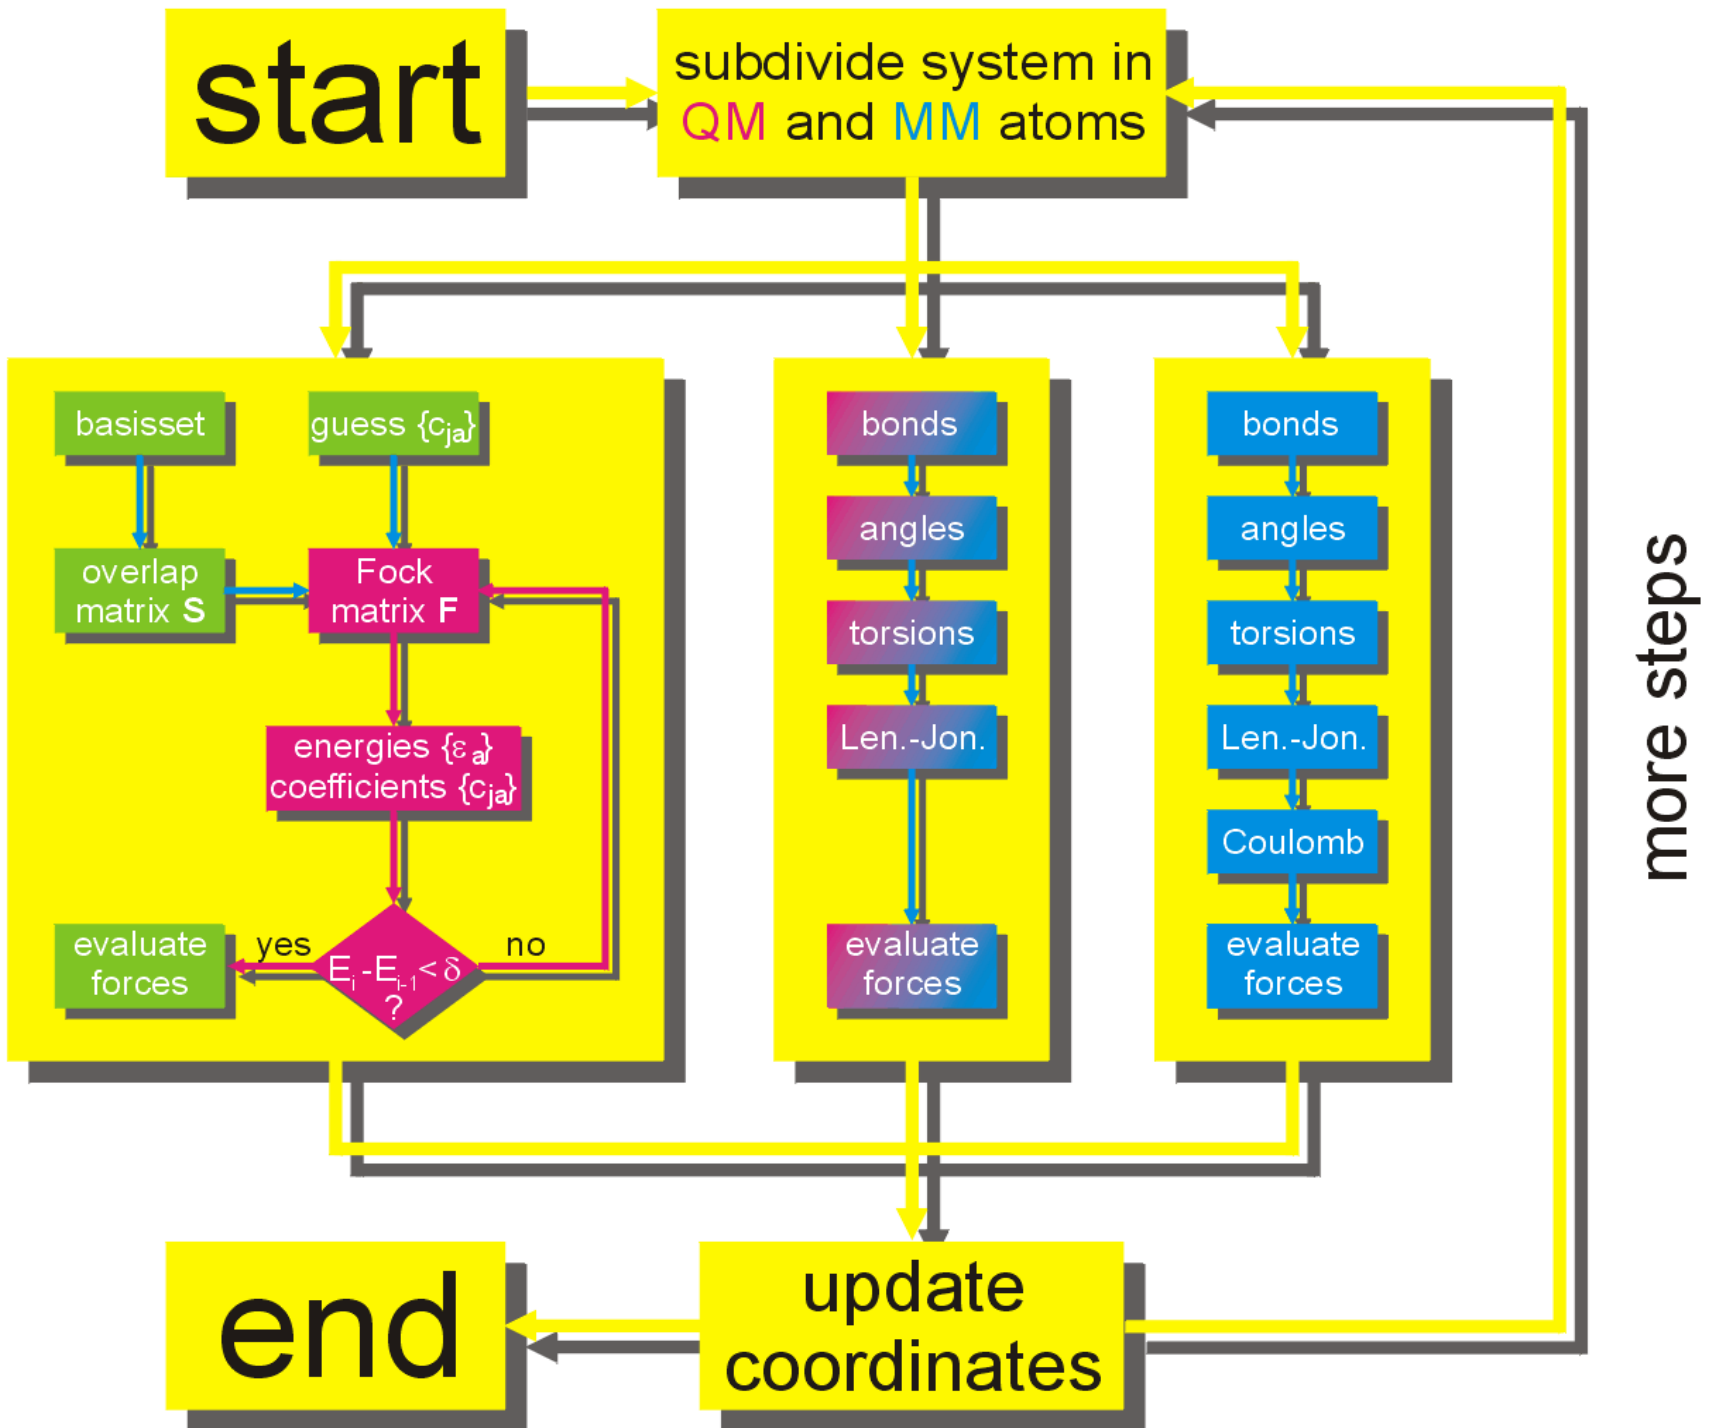 start
subdivide system in
QM and MM atoms
basisset
guess {cja}
overlap
matrix S
Fock
matrix F
energies {εa}
coefficients {cja}
Ei-Ei-1<δ
?
yes
no
evaluate
forces
bonds
angles
torsions
Len.-Jon.
evaluate
forces
bonds
angles
torsions
Len.-Jon.
Coulomb
evaluate
forces
more steps
update
coordinates
end